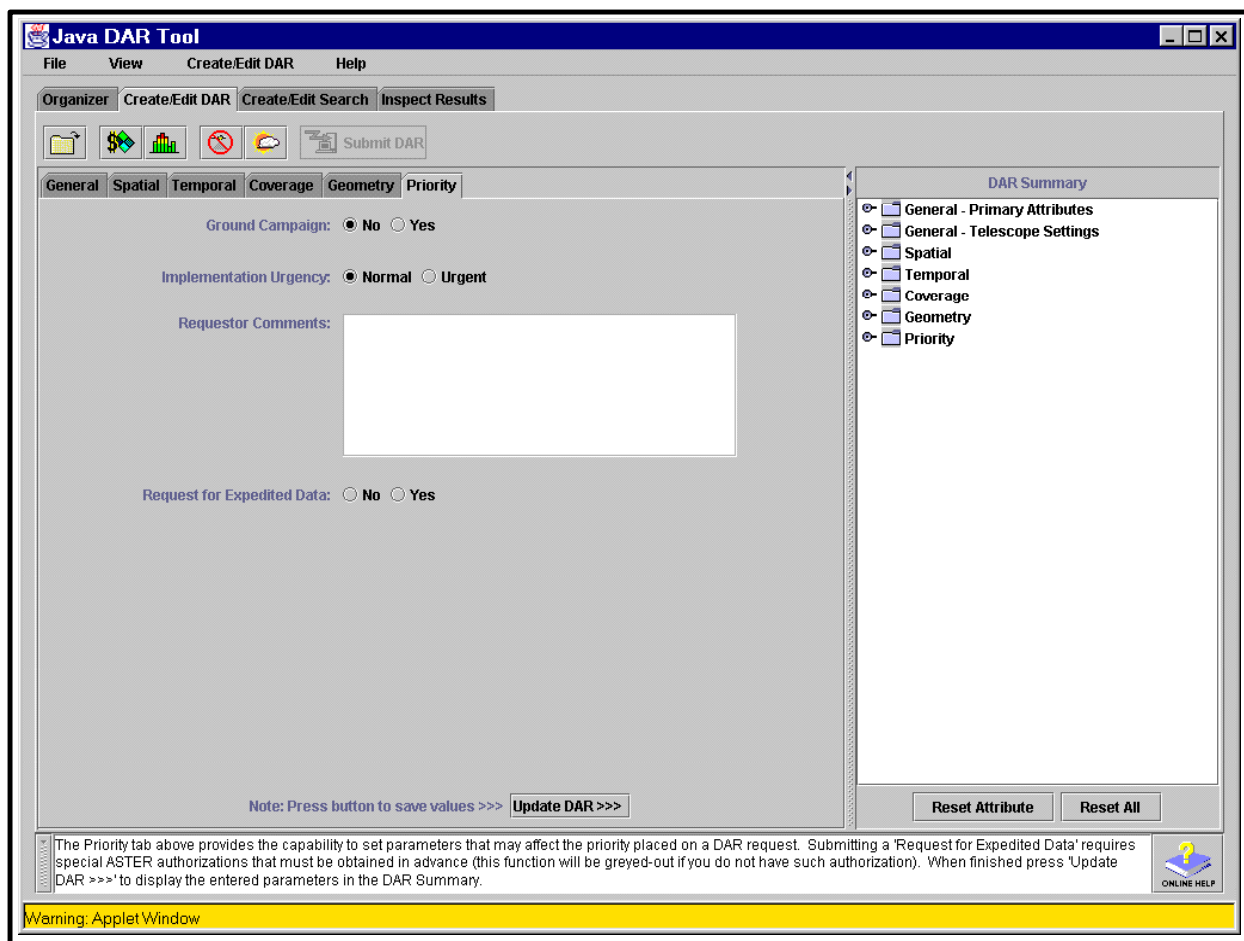 Java DAR Tool
File View Create/Edit DAR Help
Organizer Create/Edit DAR Create/Edit Search Inspect Results
Submit DAR
General Spatial Temporal Coverage Geometry Priority
Ground Campaign: No Yes
Implementation Urgency: Normal Urgent
Requestor Comments:
Request for Expedited Data: No Yes
Note: Press button to save values >>> Update DAR >>>
DAR Summary
General - Primary Attributes
General - Telescope Settings
Spatial
Temporal
Coverage
Geometry
Priority
Reset Attribute Reset All
The Priority tab above provides the capability to set parameters that may affect the priority placed on a DAR request. Submitting a 'Request for Expedited Data' requires
special ASTER authorizations that must be obtained in advance (this function will be greyed-out if you do not have such authorization). When finished press 'Update
DAR >>>' to display the entered parameters in the DAR Summary.
ONLINE HELP
Warning: Applet Window